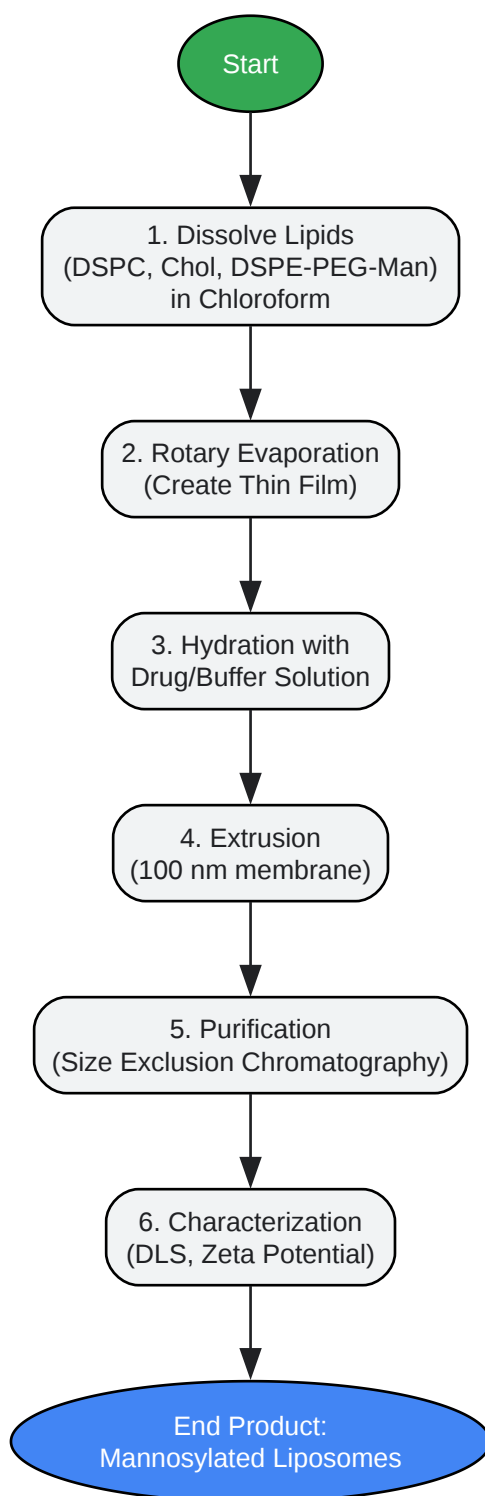 Start
1. Dissolve Lipids
(DSPC, Chol, DSPE-PEG-Man)
in Chloroform
2. Rotary Evaporation
(Create Thin Film)
3. Hydration with
Drug/Buffer Solution
4. Extrusion
(100 nm membrane)
5. Purification
(Size Exclusion Chromatography)
6. Characterization
(DLS, Zeta Potential)
End Product:
Mannosylated Liposomes